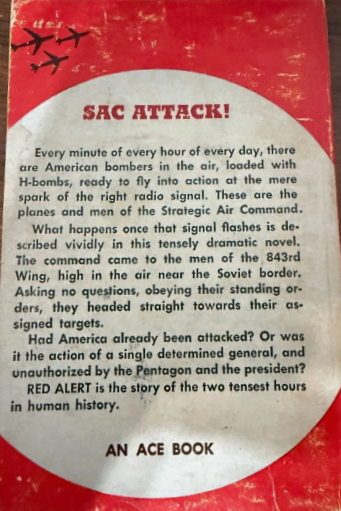 SAC ATTACK!
Every minute of every hour of every day, there
are American bombers in the air, loaded with
H-bombs, ready to fly into action at the mere
spark of the right radio signal. These are the
planes and men of the Strategic Air Command.
What happens once that signal flashes is de-
scribed vividly in this tensely dramatic novel.
The command came to the men of the 843rd
Wing, high in the air near the Soviet border.
Asking no questions, obeying their standing or-
ders, they headed straight towards their as-
signed targets.
Had America already been attacked? Or was
it the action of a single determined general, and
unauthorized by the Pentagon and the president?
RED ALERT is the story of the two tensest hours
in human history.
AN ACE BOOK